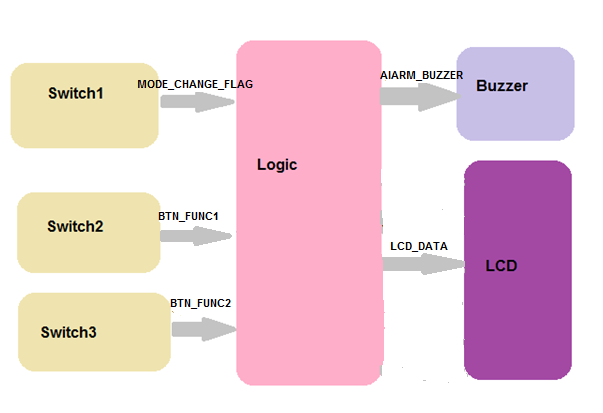 Switch1
MODE_CHANGE_FLAG
AIARM_BUZZER
Buzzer
Logic
Switch2
BTN_FUNC1
LCD_DATA
LCD
Switch3
BTN_FUNC2